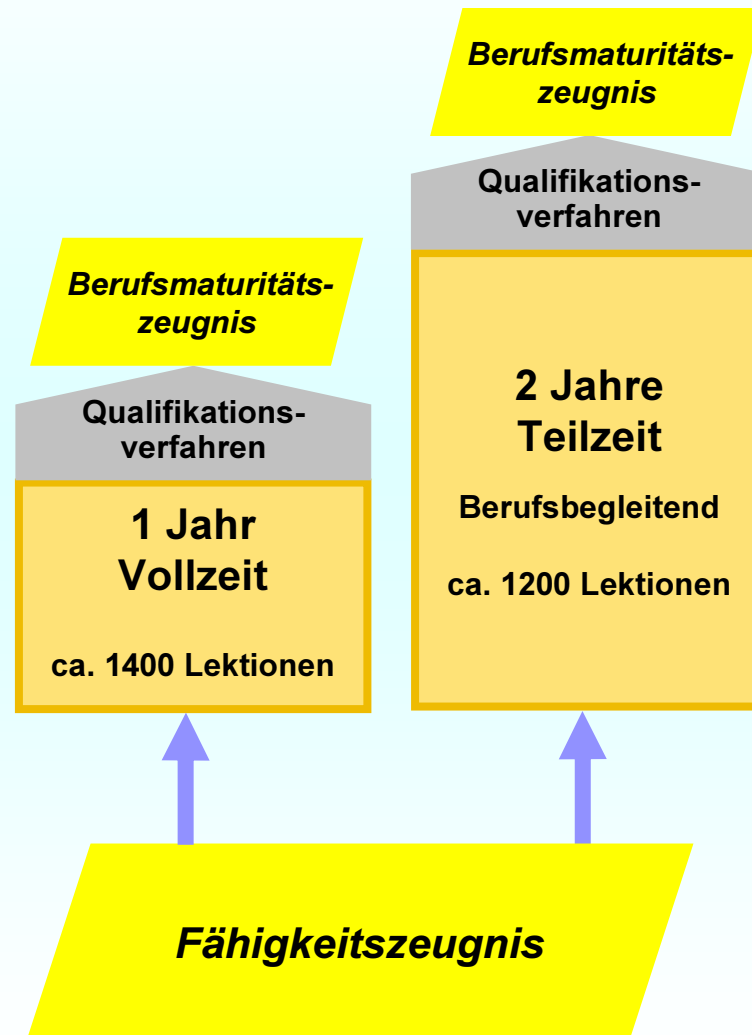 Berufsmaturitäts-
zeugnis
Qualifikations-
verfahren
2 Jahre
Teilzeit
Berufsbegleitend
ca. 1200 Lektionen
Berufsmaturitäts-
zeugnis
Qualifikations-
verfahren
1 Jahr
Vollzeit
ca. 1400 Lektionen
Fähigkeitszeugnis